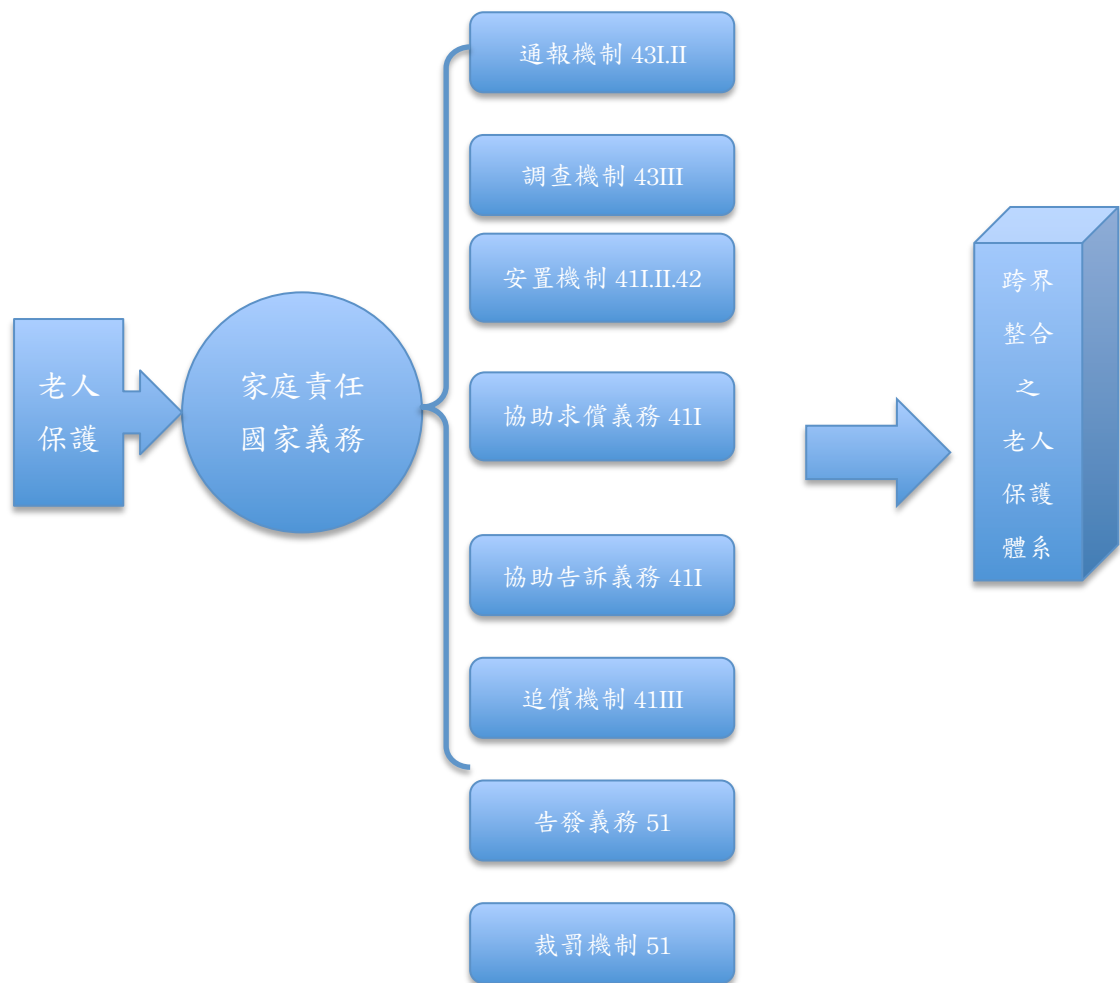 老人
保護
家庭責任
國家義務
通報機制 43I.II
調查機制 43III
安置機制 41I.II.42
協助求償義務 41I
協助告訴義務 41I
追償機制 41III
告發義務 51
裁罰機制 51
跨界
整合
之
老人
保護
體系